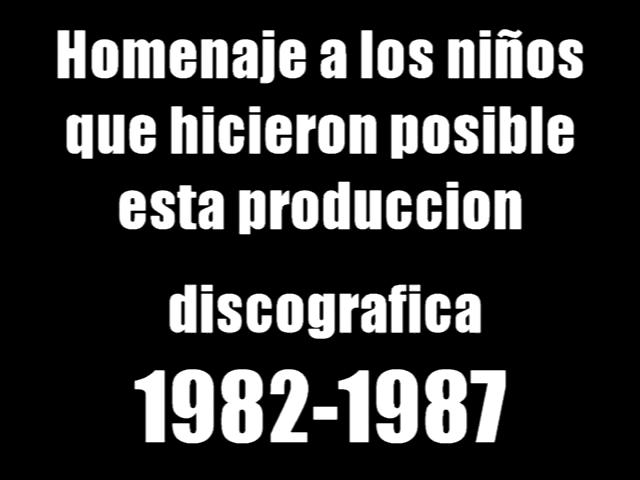 Homenaje a los niños
que hicieron posible
esta produccion
discografica
1982-1987